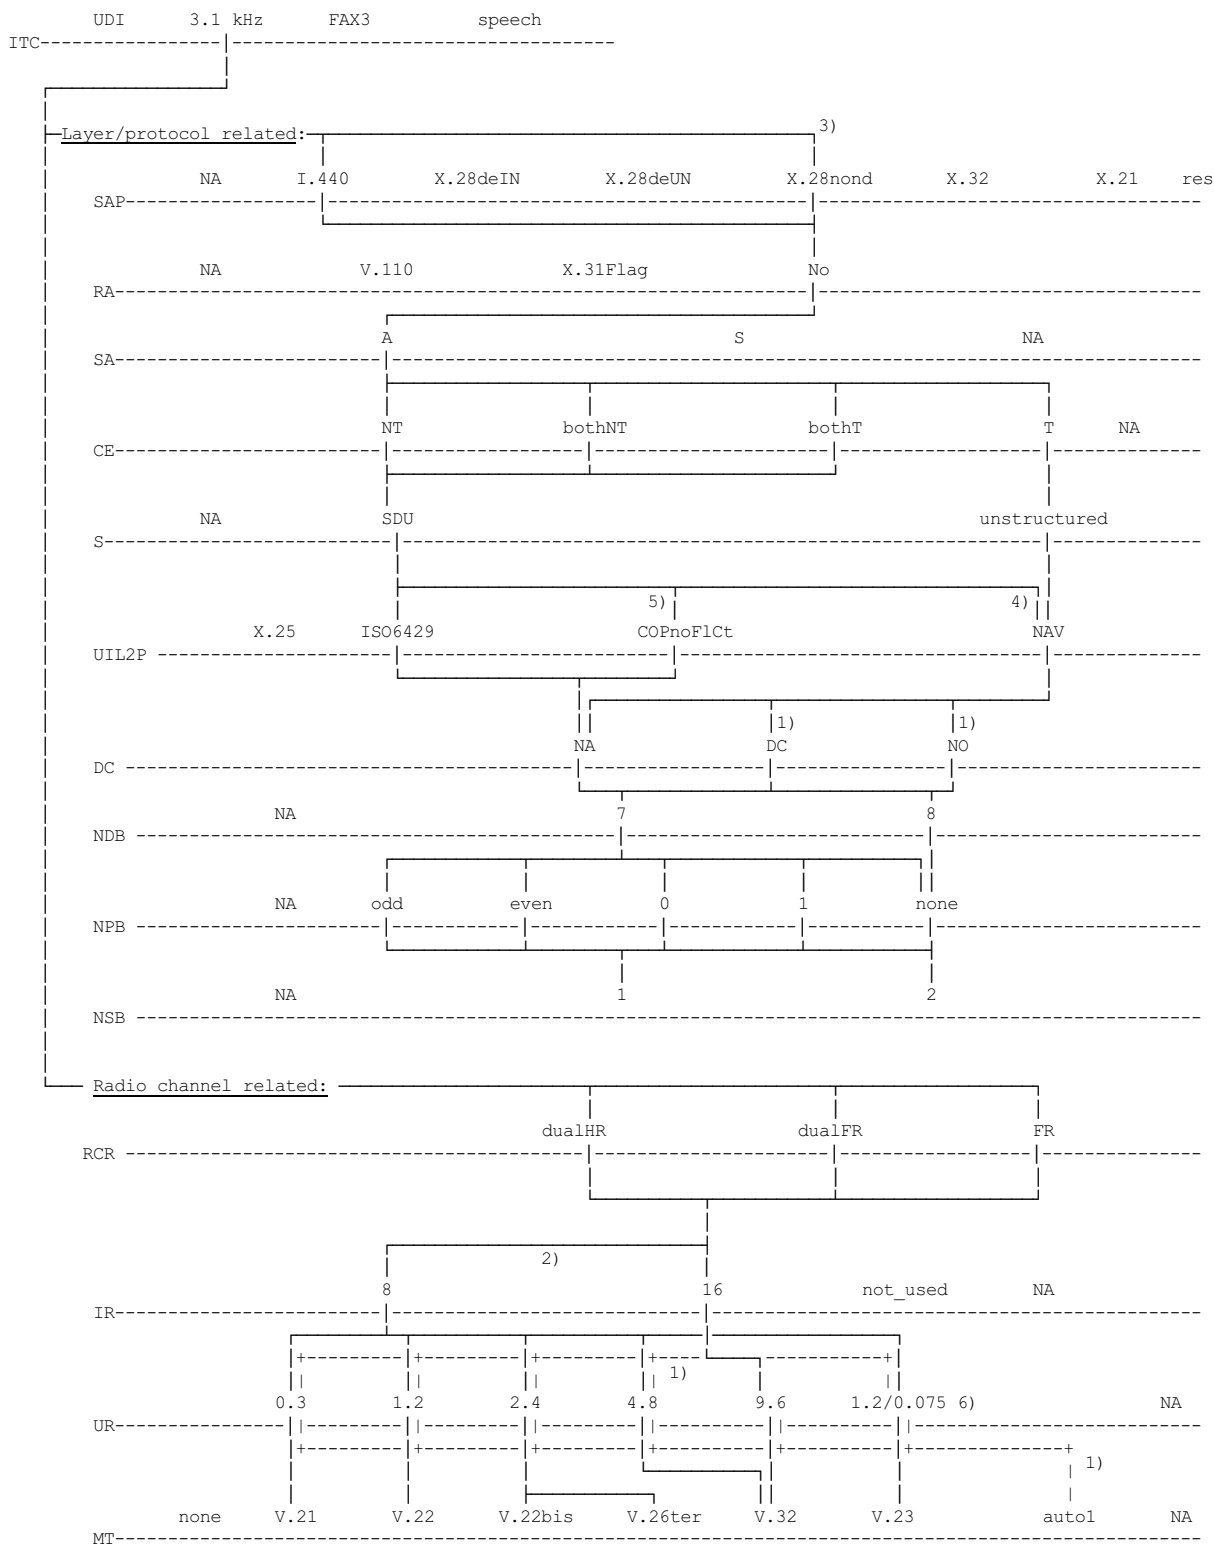 UDI 3.1 kHz FAX3 speech
ITC
Layer/protocol related: 3)
NA I.440 X.28deIN X.28deUN X.28nond X.32 X.21 res
SAP
NA V.110 X.31Flag No
RA
A S NA
SA
NT bothNT bothT T NA
CE
NA SDU unstructured
S
5) 4)
X.25 ISO6429 COPnoFlCt NAV
UIL2P
1) 1)
NA DC NO
DC
NA 7 8
NDB
NA odd even 0 1 none
NPB
NA 1 2
NSB
Radio channel related:
dualHR dualFR FR
RCR
2)
8 16 not_used NA
IR
1)
0.3 1.2 2.4 4.8 9.6 1.2/0.075 6) NA
UR
1)
none V.21 V.22 V.22bis V.26ter V.32 V.23 auto1 NA
MT